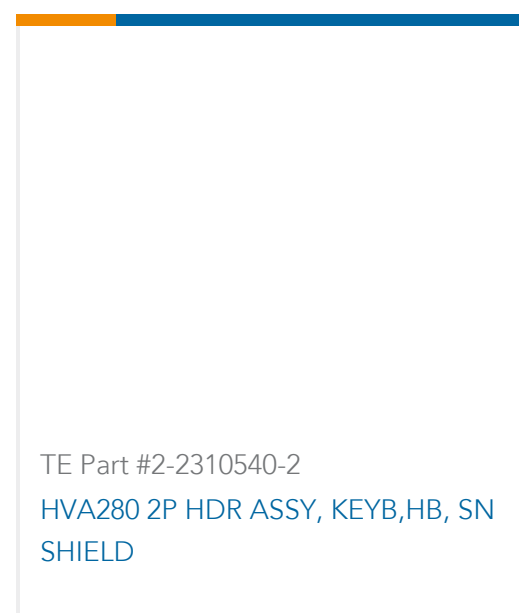 TE Part #2-2310540-2
HVA280 2P HDR ASSY, KEYB,HB, SN
SHIELD